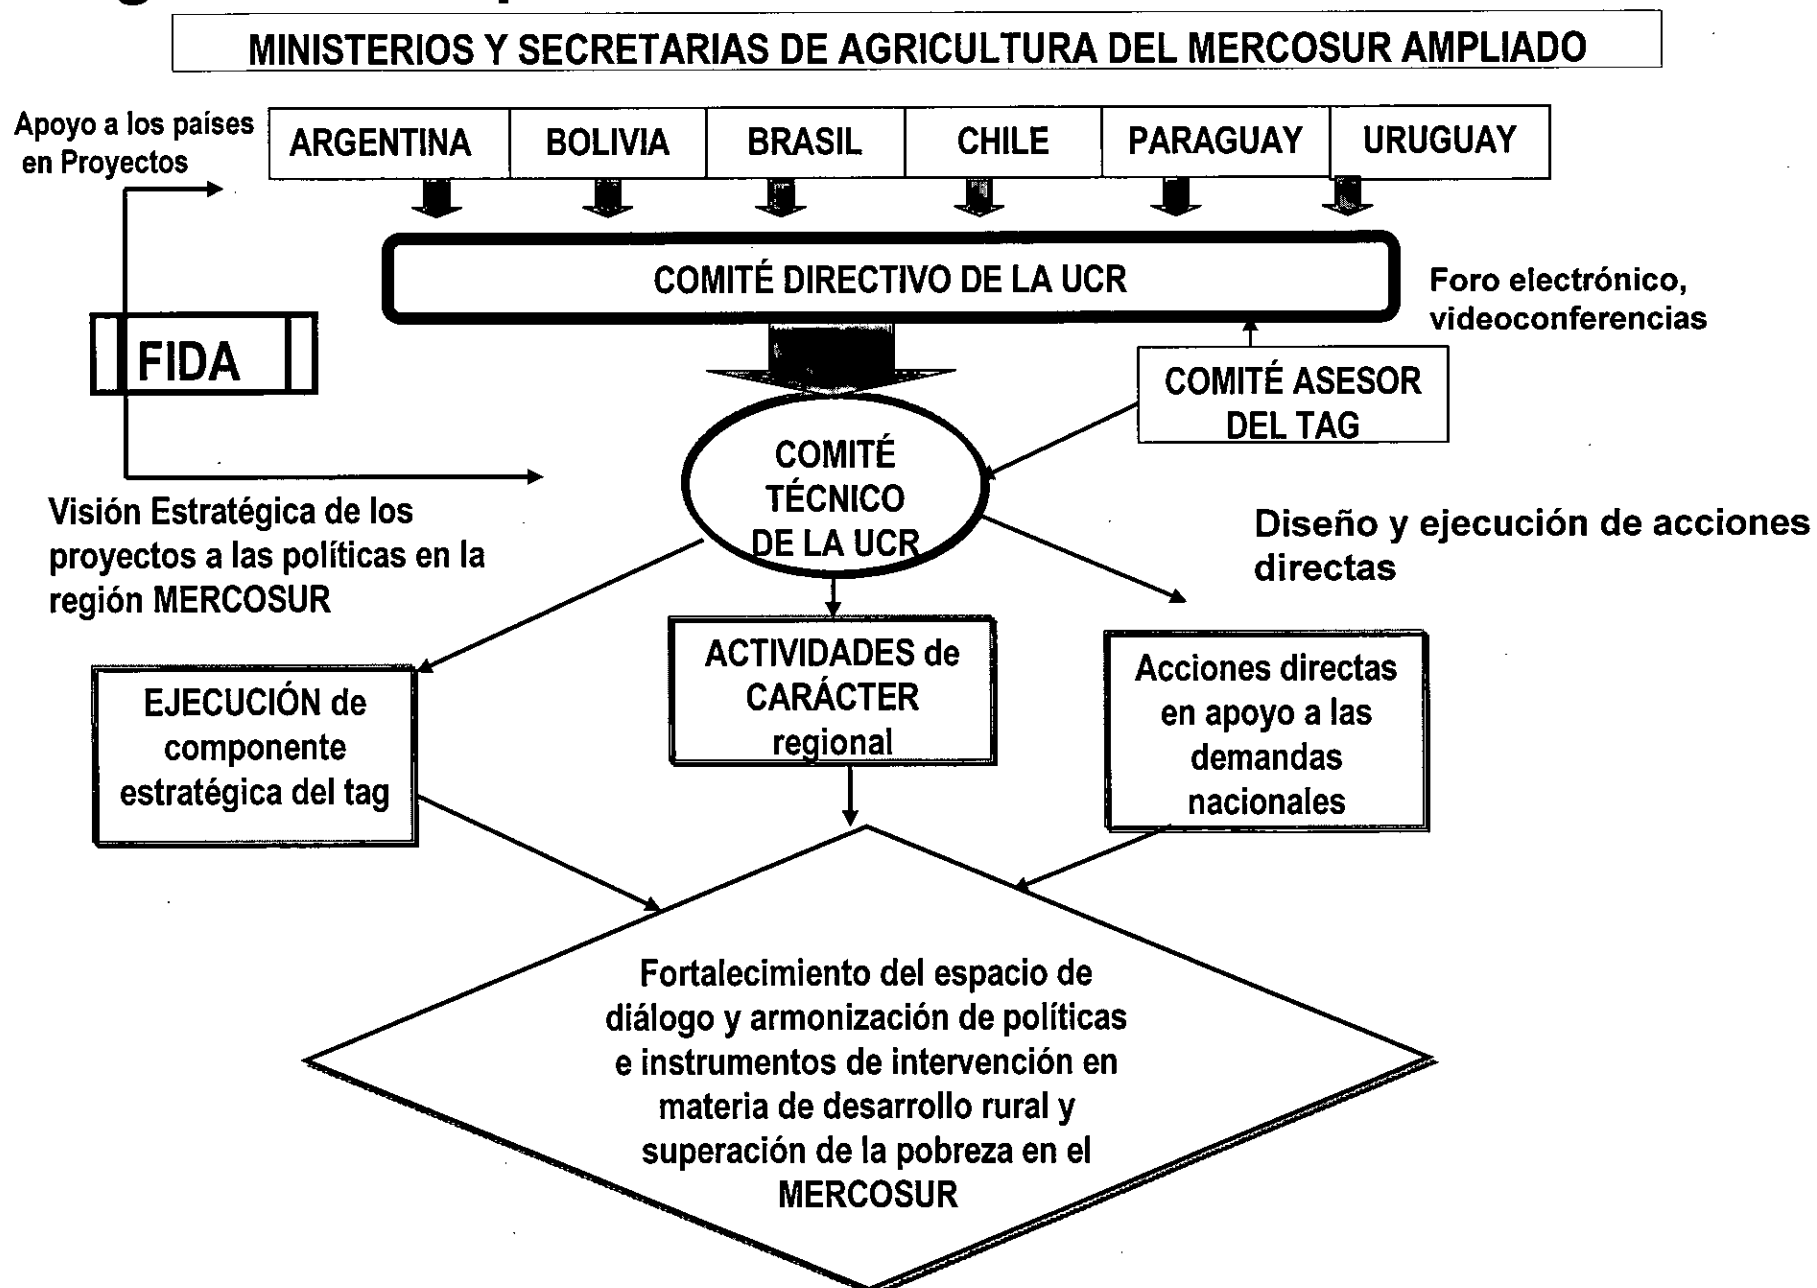 MINISTERIOS Y SECRETARIAS DE AGRICULTURA DEL MERCOSUR AMPLIADO
Apoyo a los países
en Proyectos
ARGENTINA
BOLIVIA
BRASIL
CHILE
PARAGUAY
URUGUAY
COMITÉ DIRECTIVO DE LA UCR
Foro electrónico,
videoconferencias
FIDA
COMITÉ ASESOR
DEL TAG
COMITÉ
TÉCNICO
DE LA UCR
Visión Estratégica de los
proyectos a las políticas en la
región MERCOSUR
Diseño y ejecución de acciones
directas
EJECUCIÓN de
componente
estratégica del tag
ACTIVIDADES de
CARÁCTER
regional
Acciones directas
en apoyo a las
demandas
nacionales
Fortalecimiento del espacio de
diálogo y armonización de políticas
e instrumentos de intervención en
materia de desarrollo rural y
superación de la pobreza en el
MERCOSUR